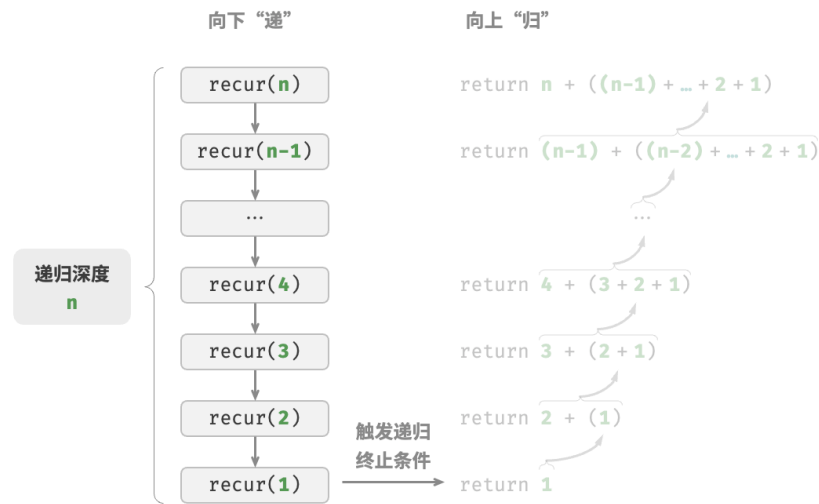 向下“递”
向上“归”
recur(n)
return n + ((n-1) + … + 2 + 1)
recur(n-1)
return (n-1) + ((n-2) + … + 2 + 1)
…
…
递归深度
n
recur(4)
return 4 + (3 + 2 + 1)
recur(3)
return 3 + (2 + 1)
recur(2)
return 2 + (1)
触发递归
终止条件
recur(1)
return 1